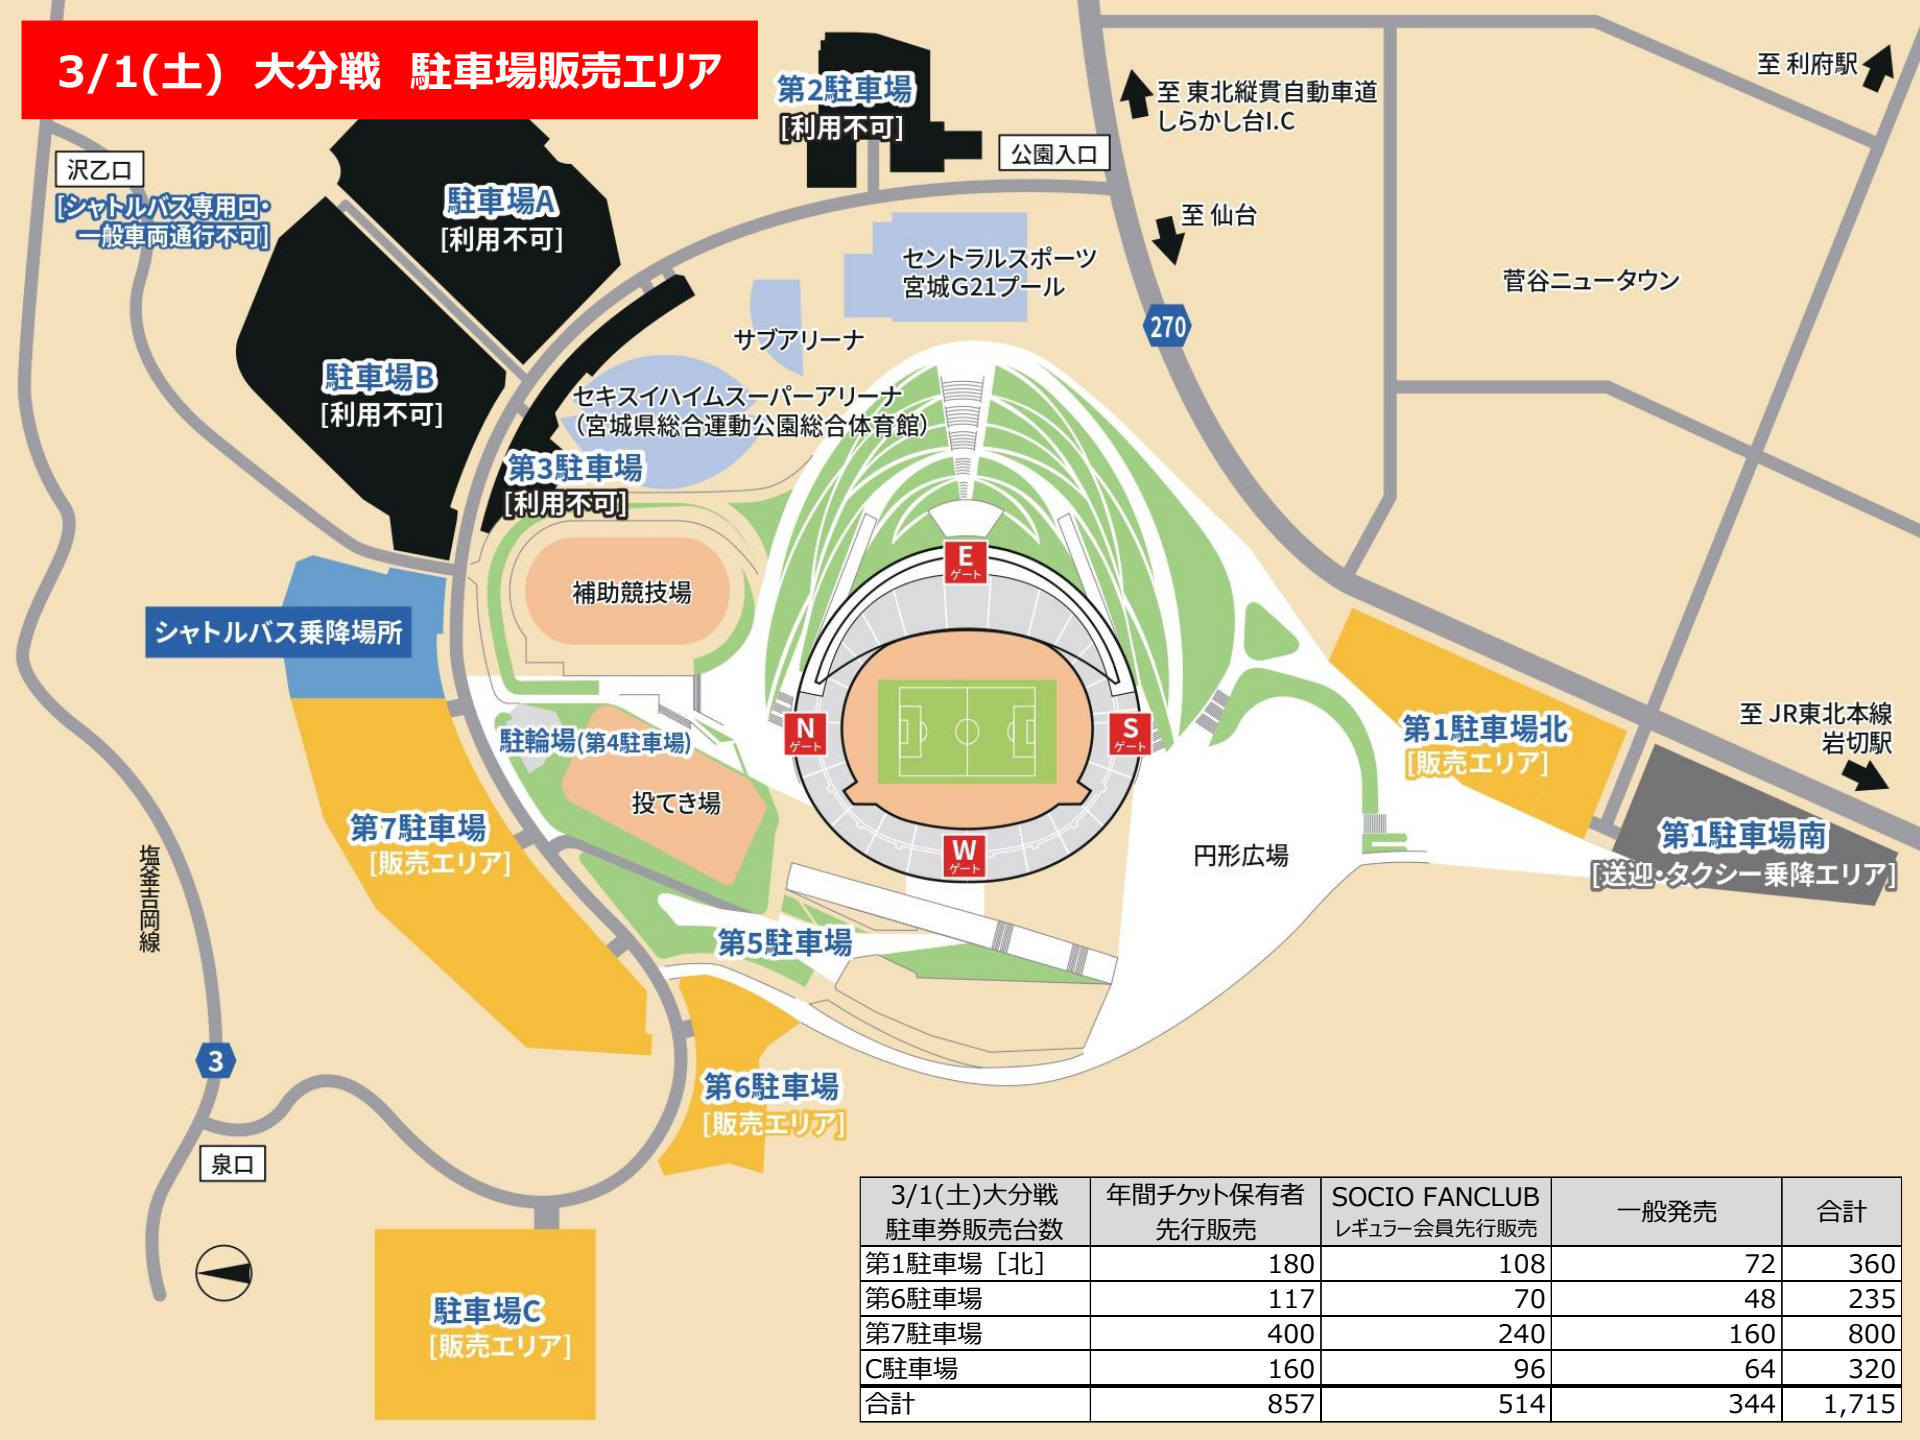 3/1(土) 大分戦 駐車場販売エリア
第2駐車場
[利用不可]
至 東北縦貫自動車道
しらかし台I.C
至 利府駅
公園入口
沢乙口
[シャトルバス専用口・
一般車両通行不可]
駐車場A
[利用不可]
至 仙台
セントラルスポーツ
宮城G21プール
菅谷ニュータウン
270
サブアリーナ
駐車場B
[利用不可]
セキスイハイムスーパーアリーナ
(宮城県総合運動公園総合体育館)
第3駐車場
[利用不可]
E
ゲート
補助競技場
シャトルバス乗降場所
N
ゲート
S
ゲート
第1駐車場北
[販売エリア]
至 JR東北本線
岩切駅
駐輪場(第4駐車場)
投てき場
第7駐車場
[販売エリア]
W
ゲート
円形広場
第1駐車場南
[送迎・タクシー乗降エリア]
塩釜吉岡線
第5駐車場
3
第6駐車場
[販売エリア]
泉口
駐車場C
[販売エリア]
3/1(土)大分戦 年間チケット保有者 SOCIO FANCLUB 一般発売 合計
駐車券販売台数 先行販売 レギュラー会員先行販売
第1駐車場［北］ 180 108 72 360
第6駐車場 117 70 48 235
第7駐車場 400 240 160 800
C駐車場 160 96 64 320
合計 857 514 344 1,715